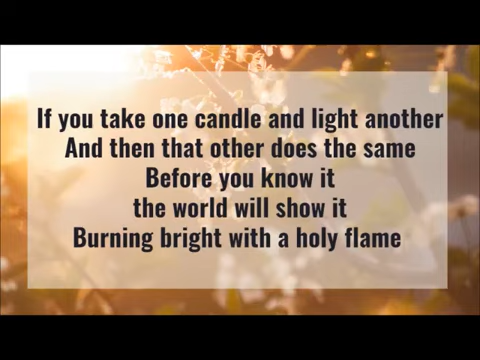 If you take one candle and light another
And then that other does the same
Before you know it
the world will show it
Burning bright with a holy flame